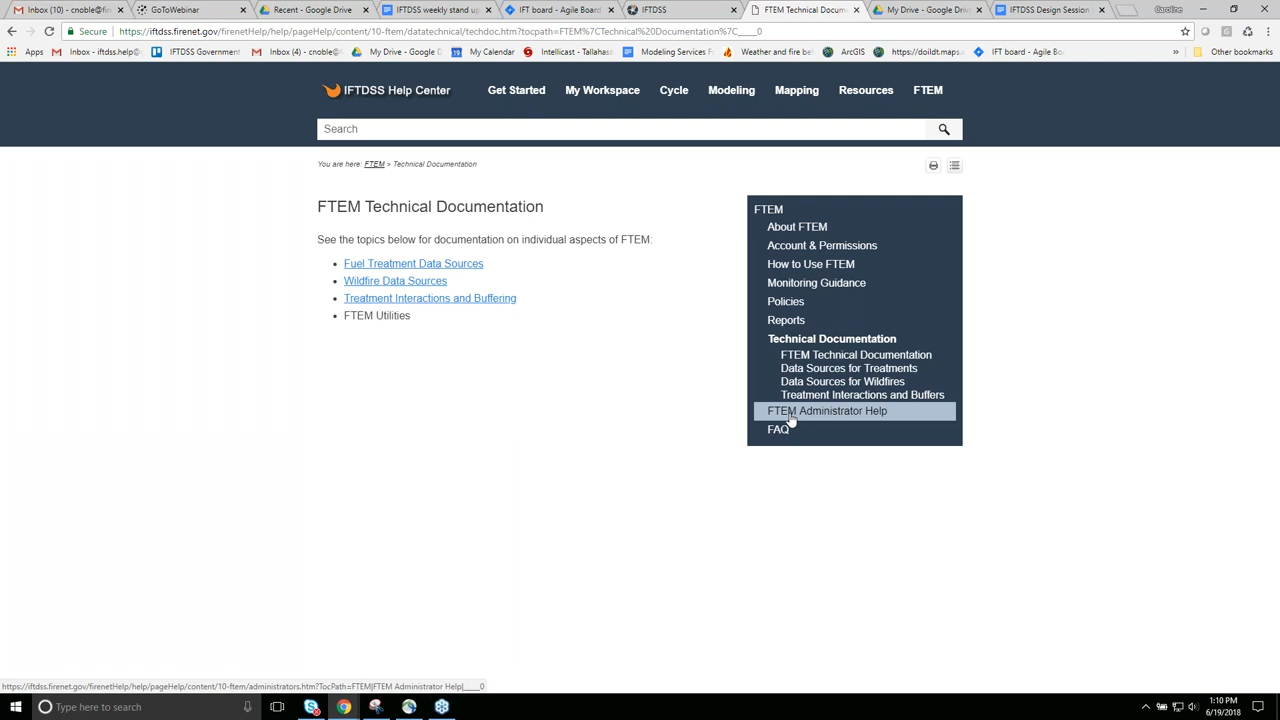 Inbox (10) - cnoble@fin
GoToWebinar
Recent - Google Drive
IFTDSS weekly stand up
IFT board - Agile Board
IFTDSS
FTEM Technical Docume
My Drive - Google Drive
IFTDSS Design Session
Caroline
Secure
https://iftdss.firenet.gov/firenetHelp/help/pageHelp/content/10-ftem/datatechnical/techdoc.htm?tocpath=FTEM%7CTechnical%20Documentation%7C____0
Apps
Inbox - iftdss.help@
IFTDSS Government
Inbox (4) - cnoble@f
My Drive - Google D
My Calendar
Intellicast - Tallahass
Modeling Services F
Weather and fire beh
ArcGIS
https://doildt.maps.a
IFT board - Agile Boa
»
Other bookmarks
IFTDSS Help Center
Get Started
My Workspace
Cycle
Modeling
Mapping
Resources
FTEM
Search
You are here: FTEM > Technical Documentation
FTEM Technical Documentation
See the topics below for documentation on individual aspects of FTEM:
• Fuel Treatment Data Sources
• Wildfire Data Sources
• Treatment Interactions and Buffering
• FTEM Utilities
FTEM
About FTEM
Account & Permissions
How to Use FTEM
Monitoring Guidance
Policies
Reports
Technical Documentation
FTEM Technical Documentation
Data Sources for Treatments
Data Sources for Wildfires
Treatment Interactions and Buffers
FTEM Administrator Help
FAQ
https://iftdss.firenet.gov/firenetHelp/help/pageHelp/content/10-ftem/administrators.htm?TocPath=FTEM|FTEM Administrator Help|____0
Type here to search
1:10 PM
6/19/2018